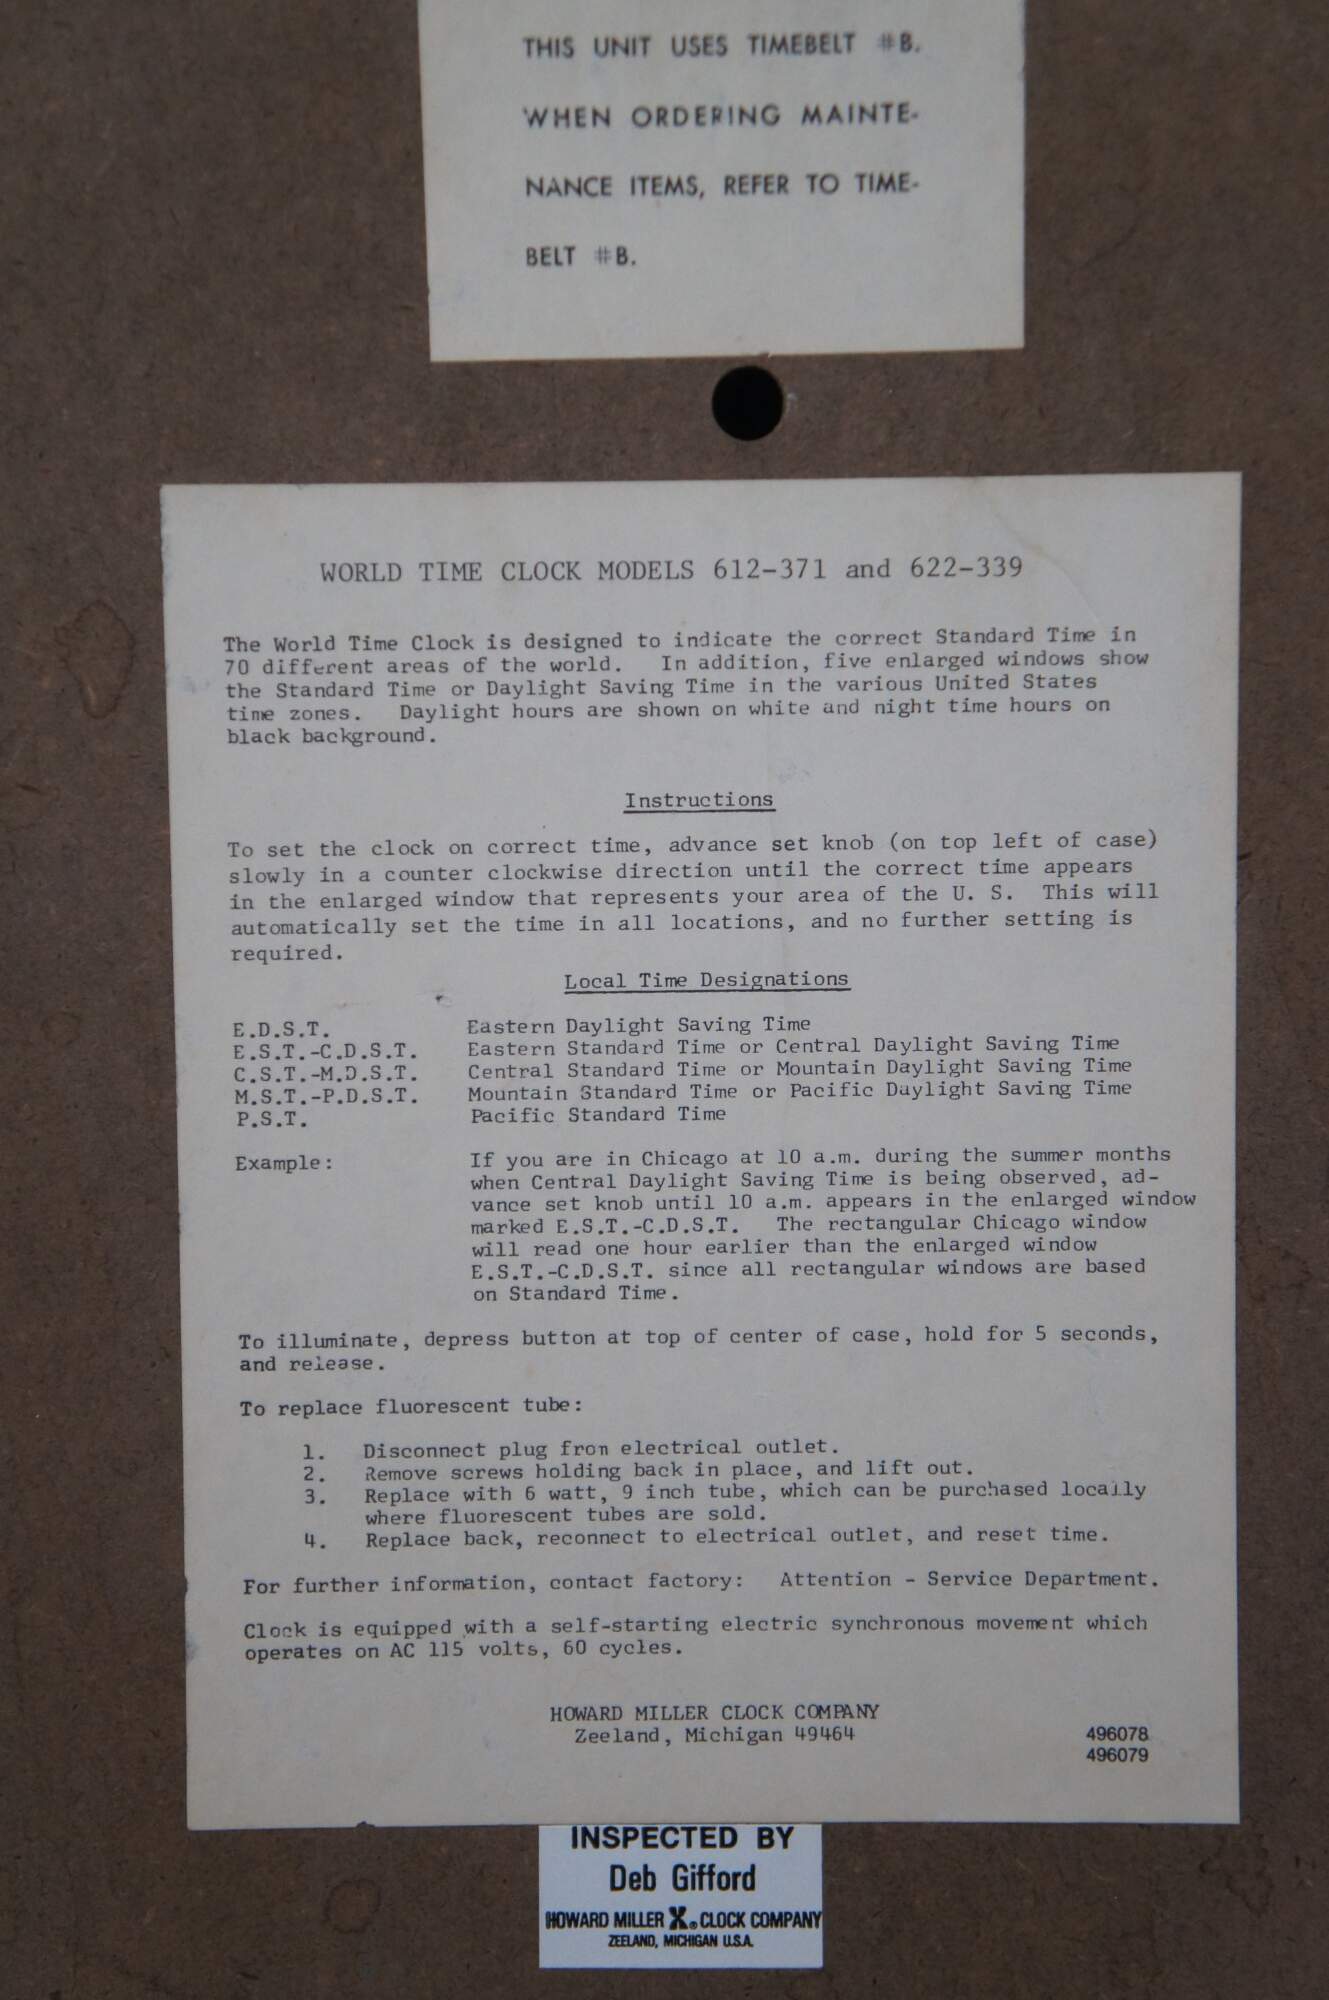 THIS UNIT USES TIMEBELT #B.
WHEN ORDERING MAINTE-
NANCE ITEMS, REFER TO TIME-
BELT #B.
WORLD TIME CLOCK MODELS 612-371 and 622-339
The World Time Clock is designed to indicate the correct Standard Time in
70 different areas of the world. In addition, five enlarged windows show
the Standard Time or Daylight Saving Time in the various United States
time zones. Daylight hours are shown on white and night time hours on
black background.
Instructions
To set the clock on correct time, advance set knob (on top left of case)
slowly in a counter clockwise direction until the correct time appears
in the enlarged window that represents your area of the U. S. This will
automatically set the time in all locations, and no further setting is
required.
Local Time Designations
E.D.S.T. Eastern Daylight Saving Time
E.S.T.-C.D.S.T. Eastern Standard Time or Central Daylight Saving Time
C.S.T.-M.D.S.T. Central Standard Time or Mountain Daylight Saving Time
M.S.T.-P.D.S.T. Mountain Standard Time or Pacific Daylight Saving Time
P.S.T. Pacific Standard Time
Example: If you are in Chicago at 10 a.m. during the summer months
when Central Daylight Saving Time is being observed, ad-
vance set knob until 10 a.m. appears in the enlarged window
marked E.S.T.-C.D.S.T. The rectangular Chicago window
will read one hour earlier than the enlarged window
E.S.T.-C.D.S.T. since all rectangular windows are based
on Standard Time.
To illuminate, depress button at top of center of case, hold for 5 seconds,
and release.
To replace fluorescent tube:
1. Disconnect plug from electrical outlet.
2. Remove screws holding back in place, and lift out.
3. Replace with 6 watt, 9 inch tube, which can be purchased locally
where fluorescent tubes are sold.
4. Replace back, reconnect to electrical outlet, and reset time.
For further information, contact factory: Attention - Service Department.
Clock is equipped with a self-starting electric synchronous movement which
operates on AC 115 volts, 60 cycles.
HOWARD MILLER CLOCK COMPANY
Zeeland, Michigan 49464
496078
496079
INSPECTED BY
Deb Gifford
HOWARD MILLER X® CLOCK COMPANY
ZEELAND, MICHIGAN U.S.A.